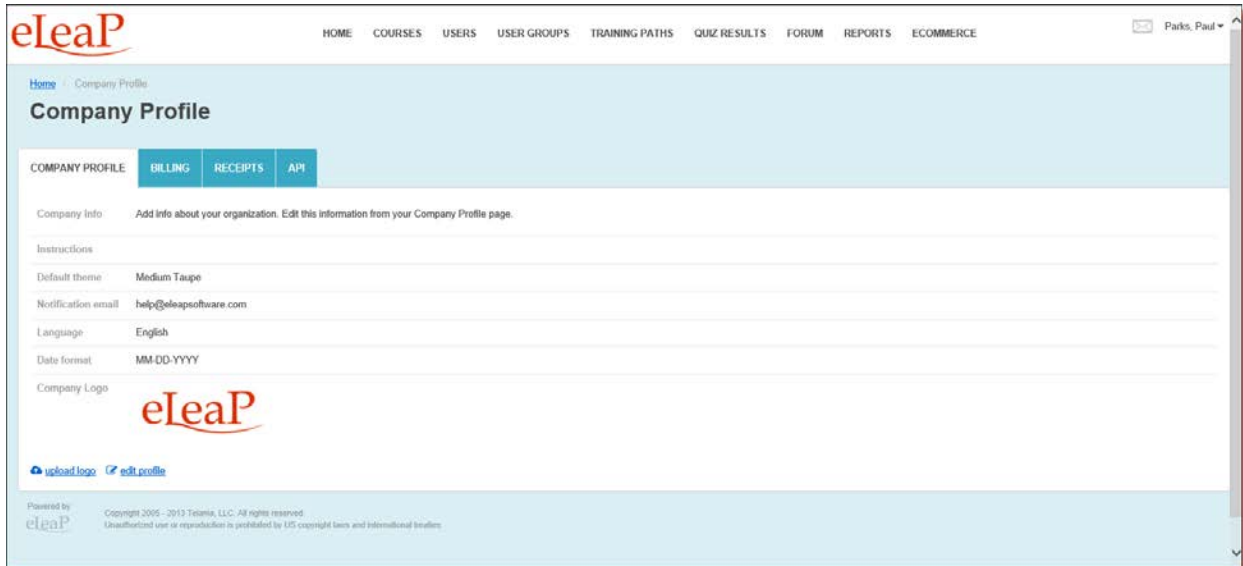 eLeaP
HOME COURSES USERS USER GROUPS TRAINING PATHS QUIZ RESULTS FORUM REPORTS ECOMMERCE
Parks, Paul
Home / Company Profile
Company Profile
COMPANY PROFILE BILLING RECEIPTS API
Company Info Add info about your organization. Edit this information from your Company Profile page.
Instructions
Default theme Medium Taupe
Notification email help@eleapsoftware.com
Language English
Date format MM-DD-YYYY
Company Logo
eLeaP
upload logo edit profile
Powered by
eLeaP
Copyright 2005 - 2013 Telania, LLC. All rights reserved.
Unauthorized use or reproduction is prohibited by US copyright laws and international treaties.